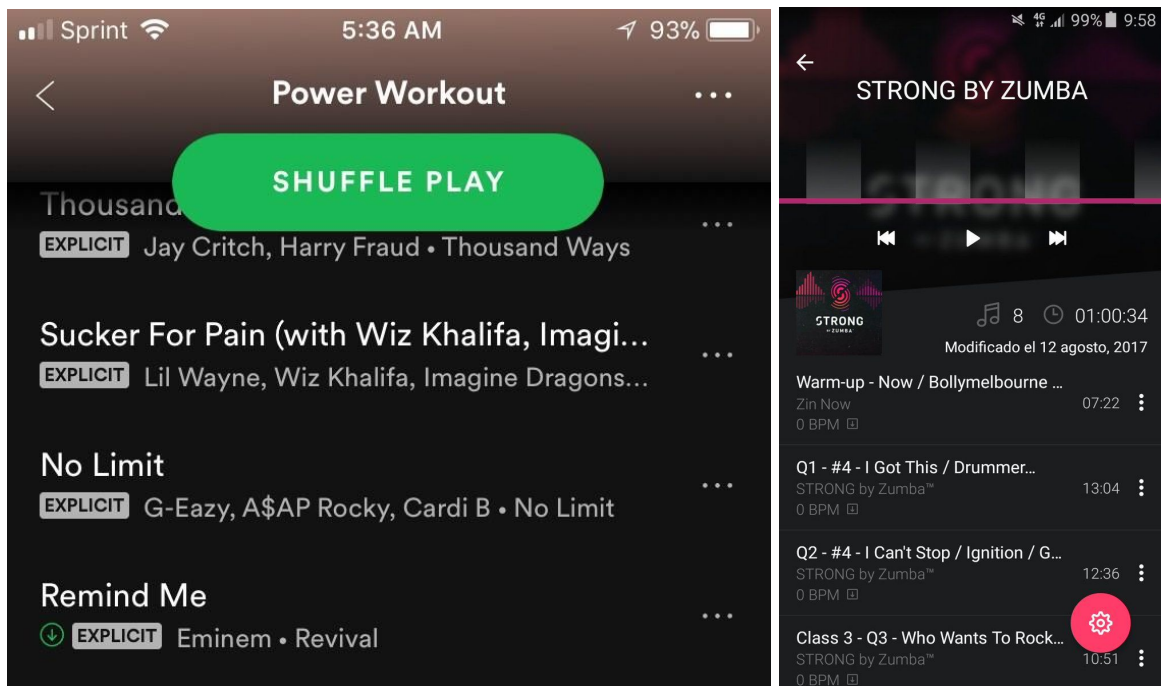 Sprint 5:36 AM 93%
Power Workout
SHUFFLE PLAY
Thousand
EXPLICIT Jay Critch, Harry Fraud • Thousand Ways
Sucker For Pain (with Wiz Khalifa, Imagi...
EXPLICIT Lil Wayne, Wiz Khalifa, Imagine Dragons...
No Limit
EXPLICIT G-Eazy, A$AP Rocky, Cardi B • No Limit
Remind Me
EXPLICIT Eminem • Revival
4G 99% 9:58
STRONG BY ZUMBA
STRONG
BY ZUMBA
STRONG
BY ZUMBA
8 01:00:34
Modificado el 12 agosto, 2017
Warm-up - Now / Bollymelbourne ...
Zin Now 07:22
0 BPM
Q1 - #4 - I Got This / Drummer...
STRONG by Zumba™ 13:04
0 BPM
Q2 - #4 - I Can't Stop / Ignition / G...
STRONG by Zumba™ 12:36
0 BPM
Class 3 - Q3 - Who Wants To Rock...
STRONG by Zumba™ 10:51
0 BPM